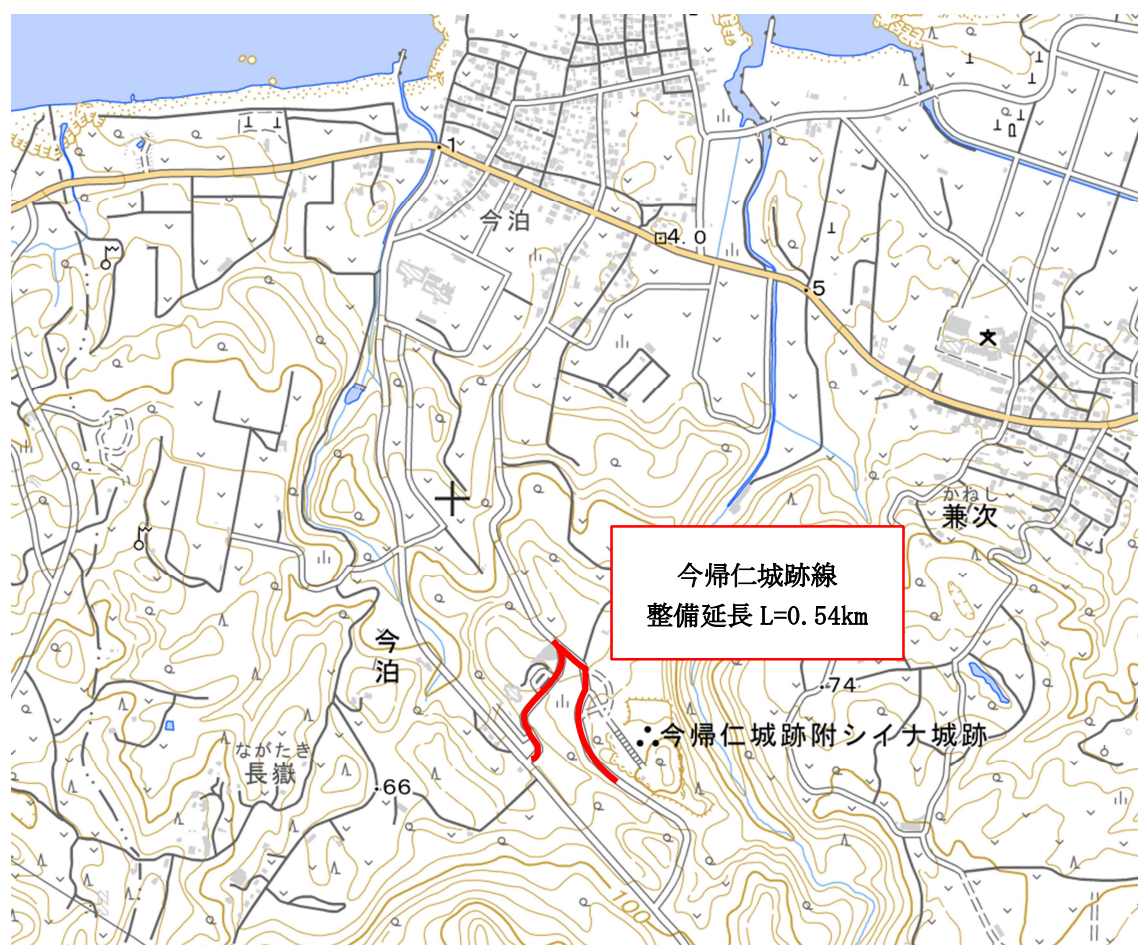 1
今泊
4.0
5
かねし
兼次
今帰仁城跡線
整備延長 L=0.54km
今泊
74
今帰仁城跡附シイナ城跡
ながたき
長嶽
66
100